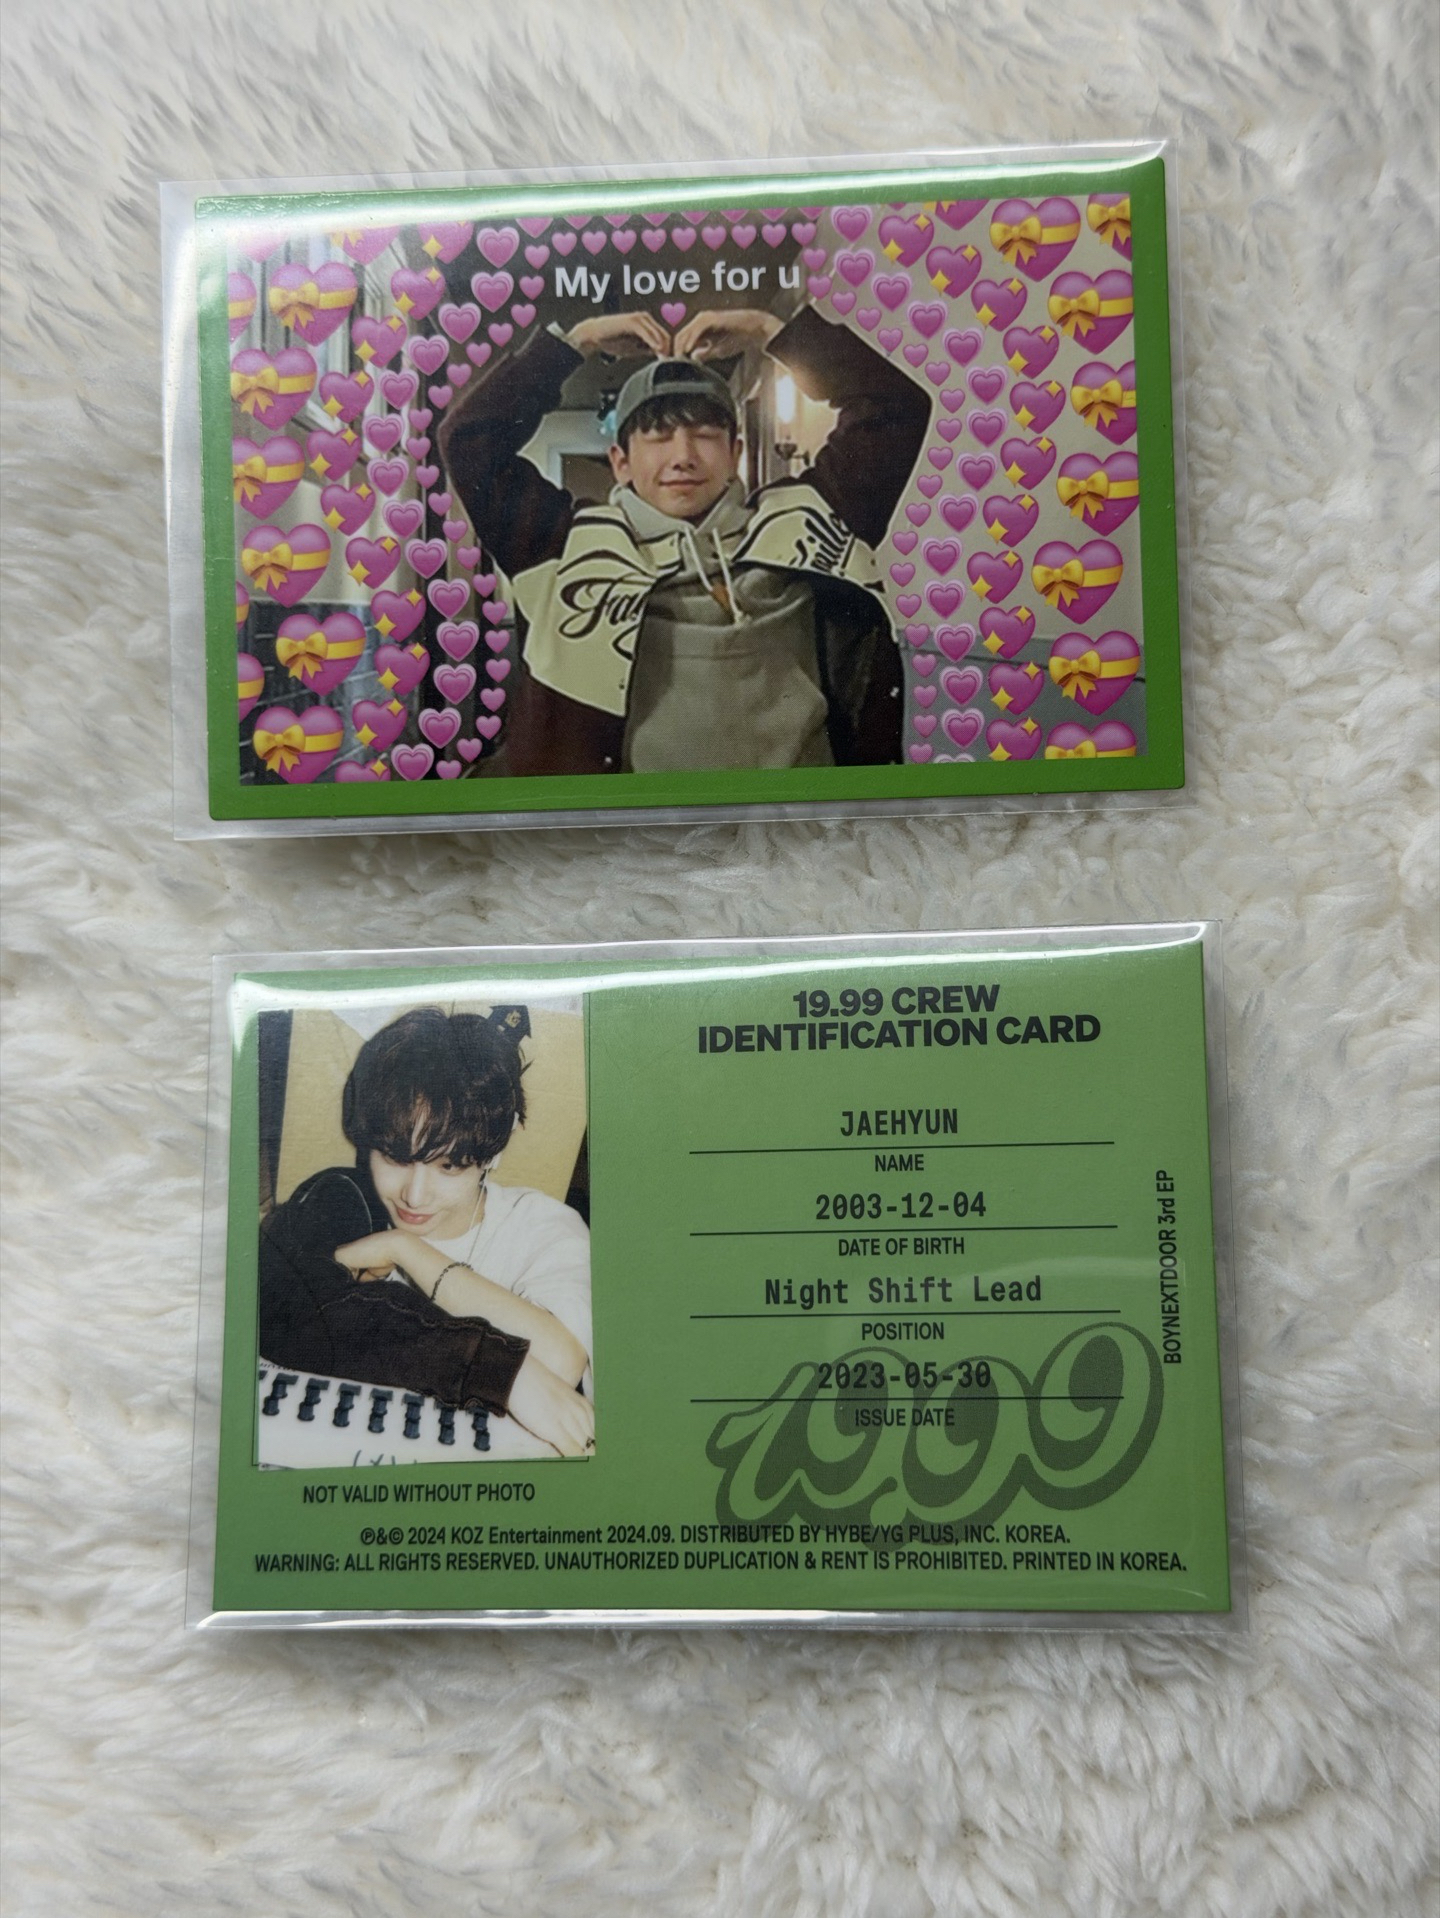 My love for u
19.99 CREW
IDENTIFICATION CARD
JAEHYUN
NAME
2003-12-04
DATE OF BIRTH
Night Shift Lead
POSITION
2023-05-30
ISSUE DATE
19.99
BOYNEXTDOOR 3rd EP
NOT VALID WITHOUT PHOTO
℗&© 2024 KOZ Entertainment 2024.09. DISTRIBUTED BY HYBE/YG PLUS, INC. KOREA.
WARNING: ALL RIGHTS RESERVED. UNAUTHORIZED DUPLICATION & RENT IS PROHIBITED. PRINTED IN KOREA.